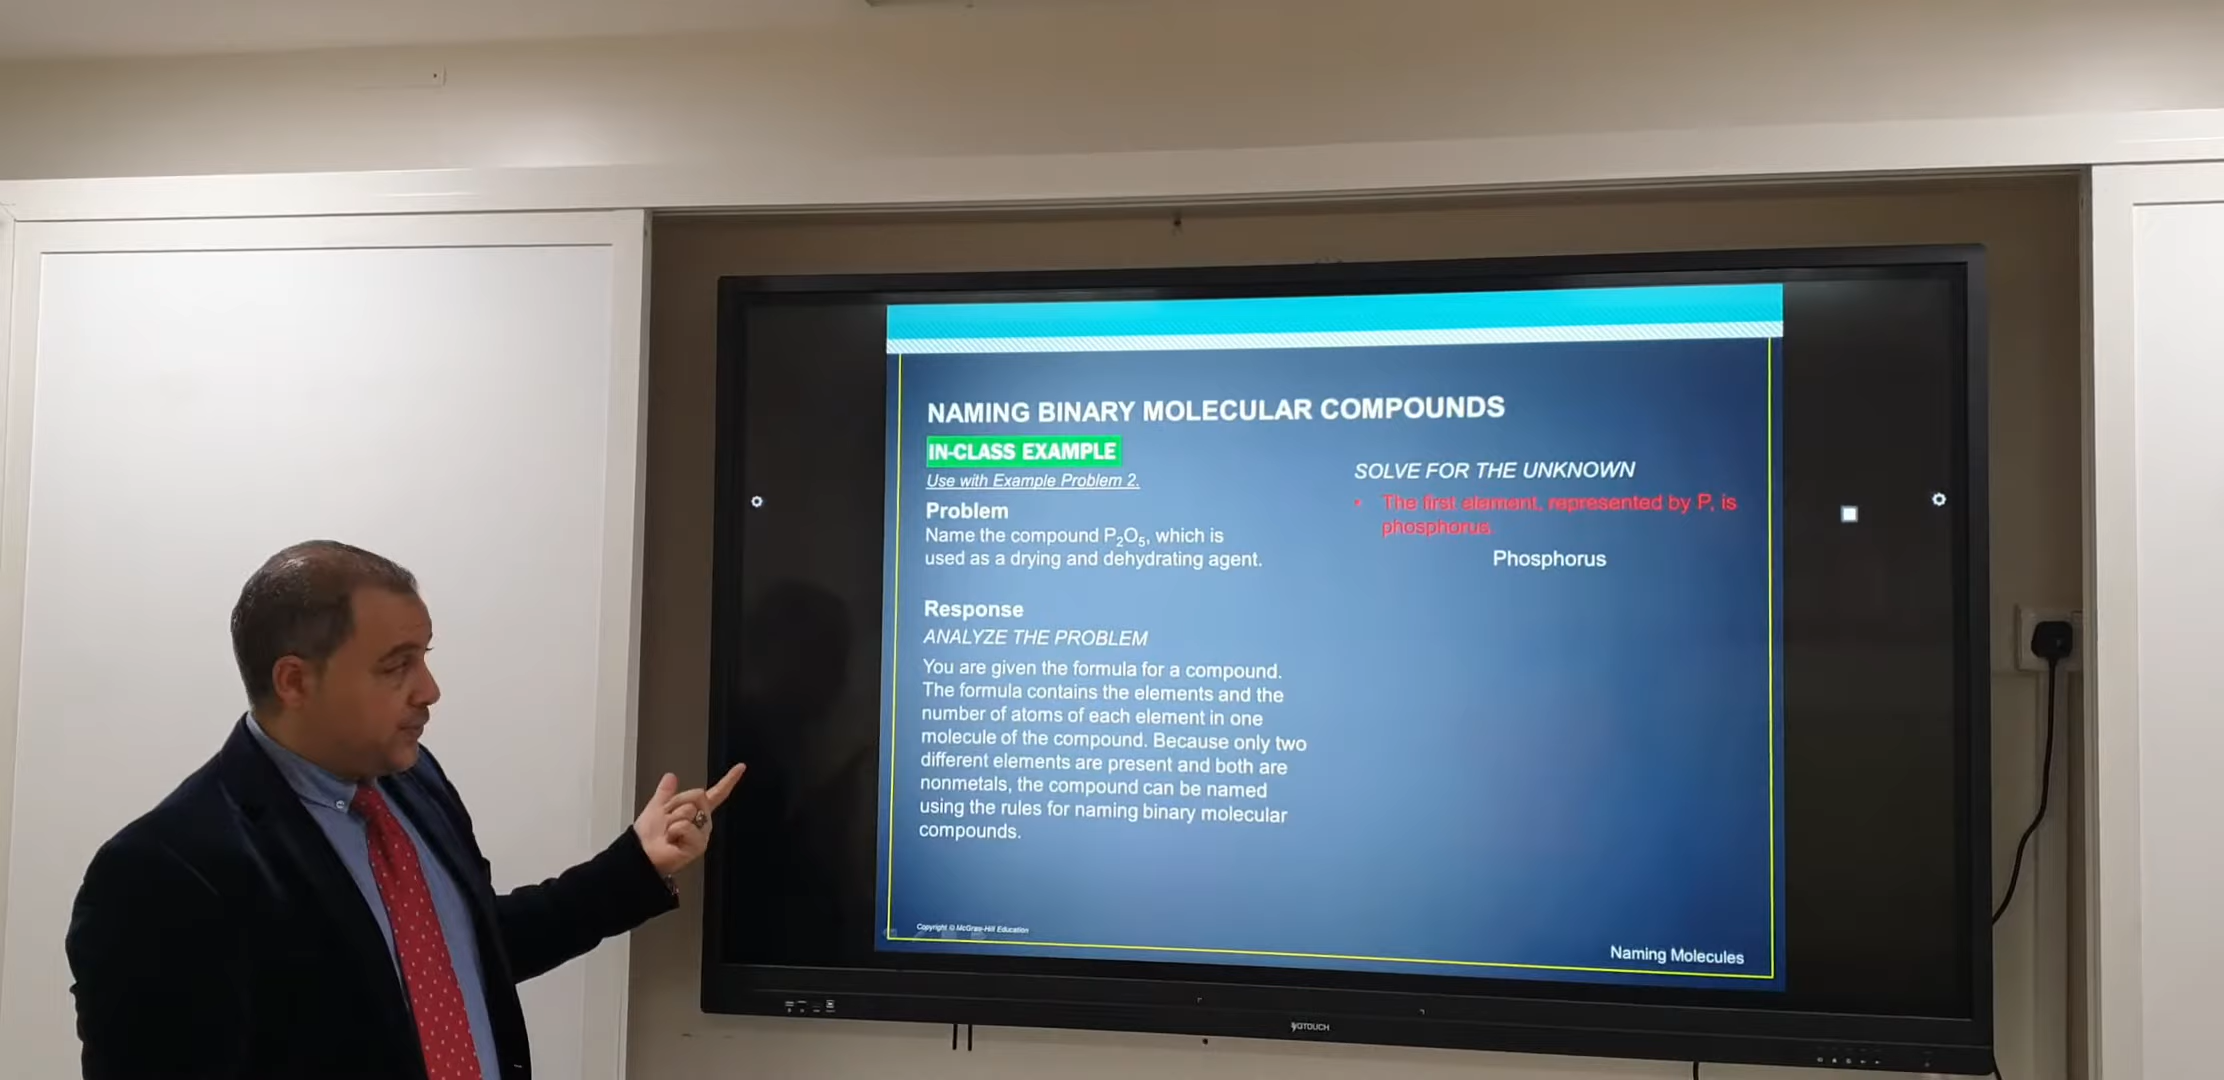 NAMING BINARY MOLECULAR COMPOUNDS
IN-CLASS EXAMPLE
Use with Example Problem 2.
Problem
Name the compound P₂O₅, which is
used as a drying and dehydrating agent.
Response
ANALYZE THE PROBLEM
You are given the formula for a compound.
The formula contains the elements and the
number of atoms of each element in one
molecule of the compound. Because only two
different elements are present and both are
nonmetals, the compound can be named
using the rules for naming binary molecular
compounds.
SOLVE FOR THE UNKNOWN
• The first element, represented by P, is
phosphorus.
Phosphorus
Copyright © McGraw-Hill Education
Naming Molecules